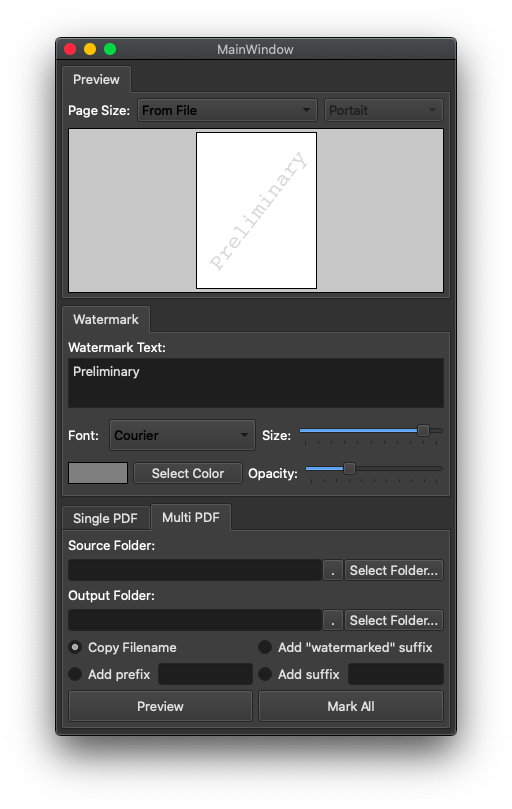 MainWindow
Preview
Page Size: From File Portait
Preliminary
Watermark
Watermark Text:
Preliminary
Font: Courier Size:
Select Color Opacity:
Single PDF Multi PDF
Source Folder:
. Select Folder...
Output Folder:
. Select Folder...
Copy Filename Add "watermarked" suffix
Add prefix Add suffix
Preview Mark All